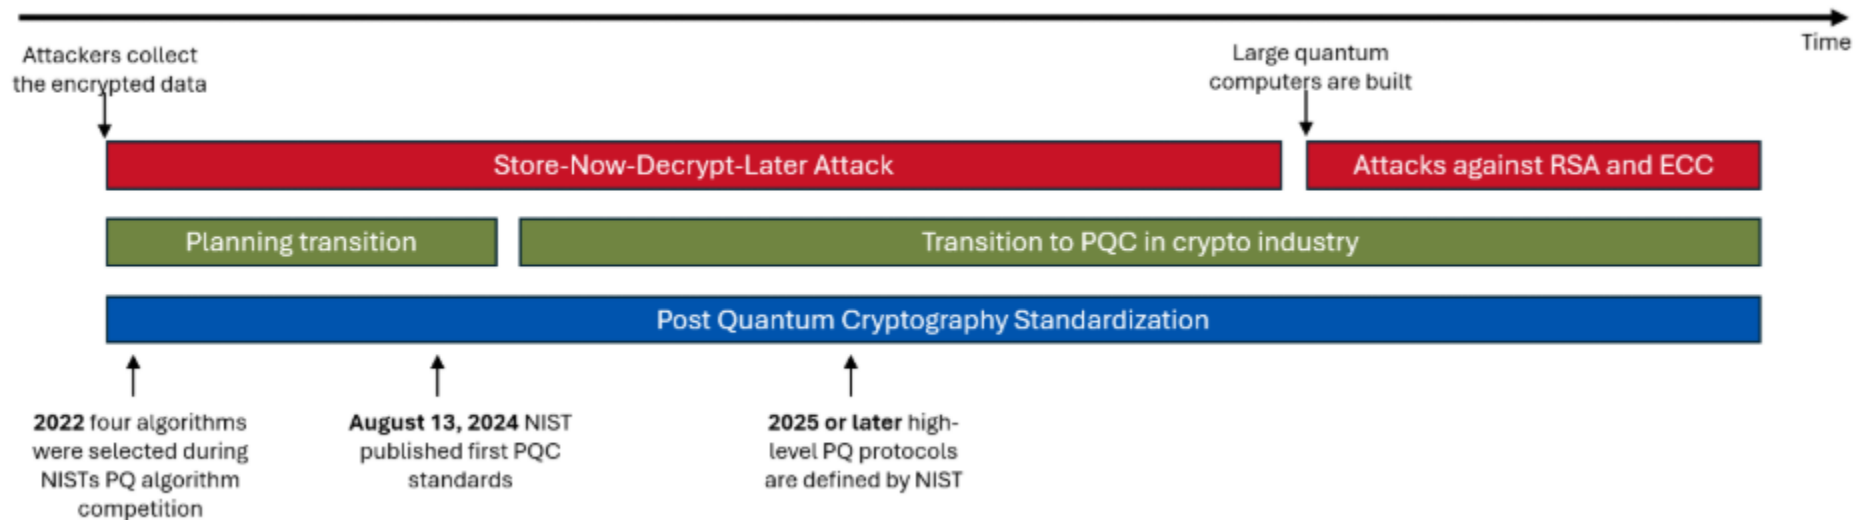 Time
Attackers collect
the encrypted data
Large quantum
computers are built
Store-Now-Decrypt-Later Attack
Attacks against RSA and ECC
Planning transition
Transition to PQC in crypto industry
Post Quantum Cryptography Standardization
2022 four algorithms
were selected during
NISTs PQ algorithm
competition
August 13, 2024 NIST
published first PQC
standards
2025 or later high-
level PQ protocols
are defined by NIST